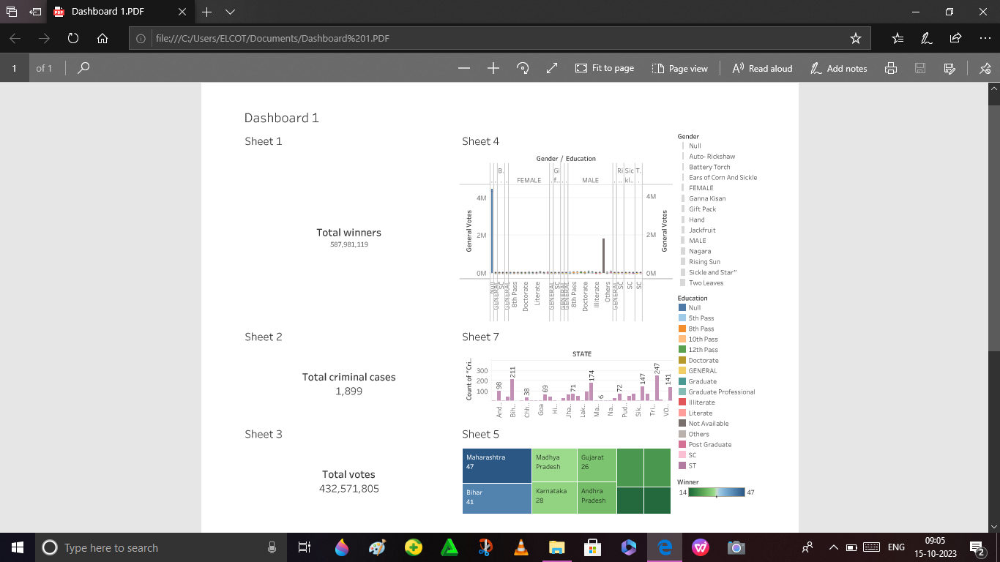 Dashboard 1.PDF
file:///C:/Users/ELCOT/Documents/Dashboard%201.PDF
1 of 1
Fit to page
Page view
Read aloud
Add notes
Dashboard 1
Sheet 1
Total winners
587,981,119
Sheet 2
Total criminal cases
1,899
Sheet 3
Total votes
432,571,805
Sheet 4
Gender / Education
B.
Gi
Ri
Sic
T.
. .
. .
FEMALE
. f.. . .
MALE
...
kl..
.
4M
2M
0M
General Votes
4M
2M
0M
General Votes
Null
GENERAL
SC
GENERAL
8th Pass
Doctorate
Literate
GENERAL
SC
GENERAL
GENERAL
8th Pass
Doctorate
Illiterate
Others
GENERAL
SC
SC
SC
Sheet 7
STATE
Count of "Cri..
300
200
100
98
211
38
69
71
174
6
72
147
247
141
And..
Bih..
Chh..
Goa
Hi..
Jha..
Lak..
Ma..
Na..
Pud..
Sik..
Tri..
VO..
Sheet 5
Maharashtra
47
Bihar
41
Madhya
Pradesh
Karnataka
28
Gujarat
26
Andhra
Pradesh
Gender
Null
Auto- Rickshaw
Battery Torch
Ears of Corn And Sickle
FEMALE
Ganna Kisan
Gift Pack
Hand
Jackfruit
MALE
Nagara
Rising Sun
Sickle and Star"
Two Leaves
Education
Null
5th Pass
8th Pass
10th Pass
12th Pass
Doctorate
GENERAL
Graduate
Graduate Professional
Illiterate
Literate
Not Available
Others
Post Graduate
SC
ST
Winner
14
47
Type here to search
ENG
09:05
15-10-2023
2